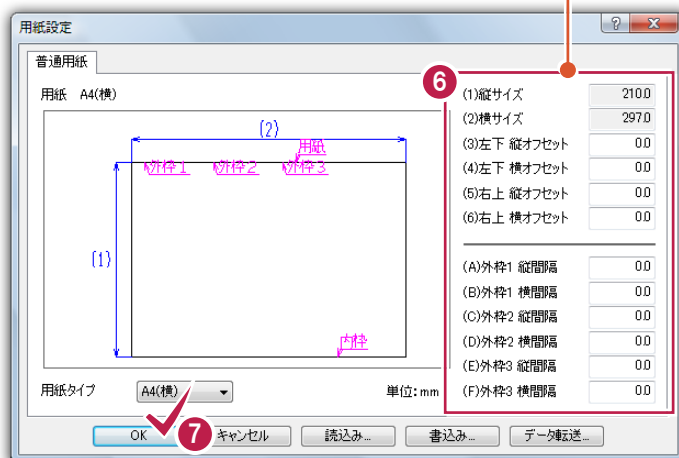 用紙設定
普通用紙
用紙 A4(横)
(2)
用紙
外枠1 外枠2 外枠3
(1)
内枠
用紙タイプ A4(横) 単位:mm
6
(1)縦サイズ 210.0
(2)横サイズ 297.0
(3)左下 縦オフセット 0.0
(4)左下 横オフセット 0.0
(5)右上 縦オフセット 0.0
(6)右上 横オフセット 0.0
(A)外枠1 縦間隔 0.0
(B)外枠1 横間隔 0.0
(C)外枠2 縦間隔 0.0
(D)外枠2 横間隔 0.0
(E)外枠3 縦間隔 0.0
(F)外枠3 横間隔 0.0
OK 7 キャンセル 読込み... 書込み... データ転送...